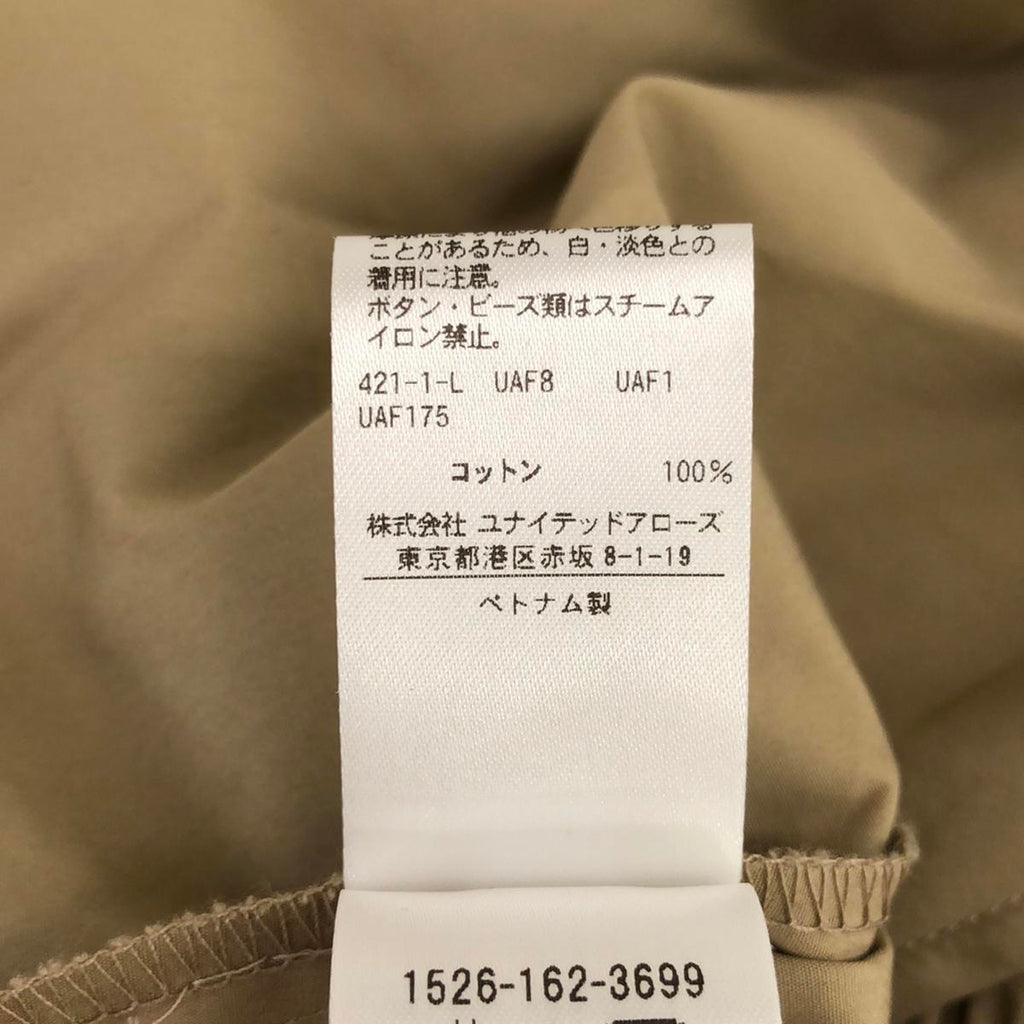 ことがあるため、白・淡色との
着用に注意。
ボタン・ビーズ類はスチームア
イロン禁止。
421-1-L UAF8 UAF1
UAF175
コットン 100%
株式会社 ユナイテッドアローズ
東京都港区赤坂 8-1-19
ベトナム製
1526-162-3699